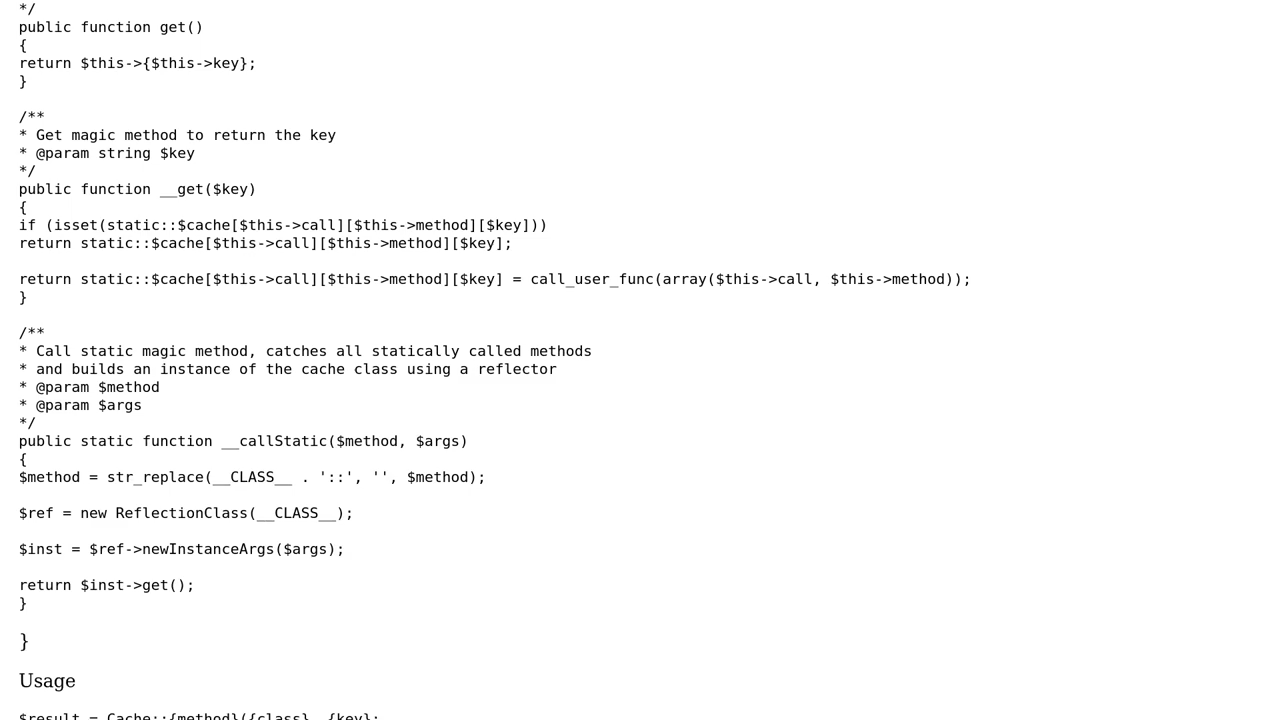 */
public function get()
{
return $this->{$this->key};
}
/**
* Get magic method to return the key
* @param string $key
*/
public function __get($key)
{
if (isset(static::$cache[$this->call][$this->method][$key]))
return static::$cache[$this->call][$this->method][$key];
return static::$cache[$this->call][$this->method][$key] = call_user_func(array($this->call, $this->method));
}
/**
* Call static magic method, catches all statically called methods
* and builds an instance of the cache class using a reflector
* @param $method
* @param $args
*/
public static function __callStatic($method, $args)
{
$method = str_replace(__CLASS__ . '::', '', $method);
$ref = new ReflectionClass(__CLASS__);
$inst = $ref->newInstanceArgs($args);
return $inst->get();
}
}
Usage
$result = Cache::{method}({class}, {key};